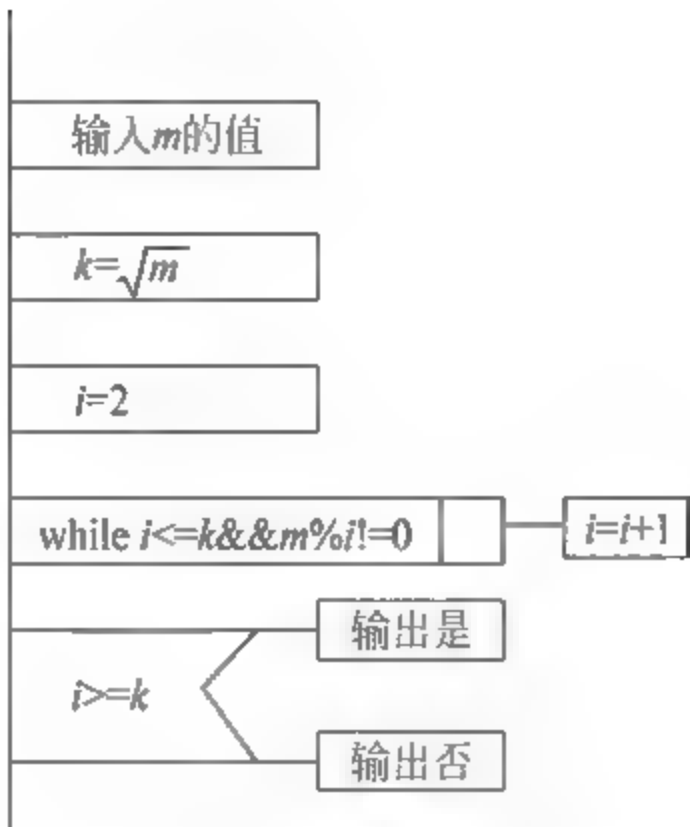 输入m的值
k=√m
i=2
while i<=k&&m%i!=0
i=i+1
输出是
i>=k
输出否